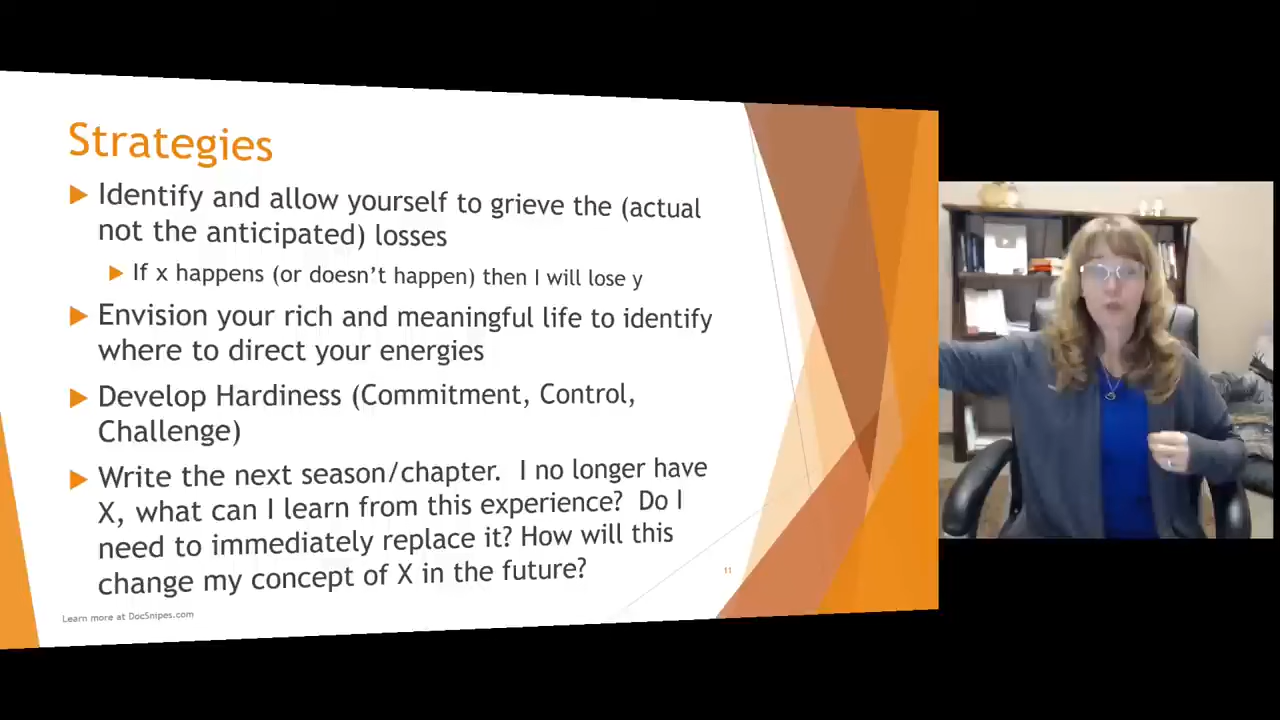 Strategies
Identify and allow yourself to grieve the (actual
not the anticipated) losses
If x happens (or doesn’t happen) then I will lose y
Envision your rich and meaningful life to identify
where to direct your energies
Develop Hardiness (Commitment, Control,
Challenge)
Write the next season/chapter.  I no longer have
X, what can I learn from this experience?  Do I
need to immediately replace it? How will this
change my concept of X in the future?
11
Learn more at DocSnipes.com